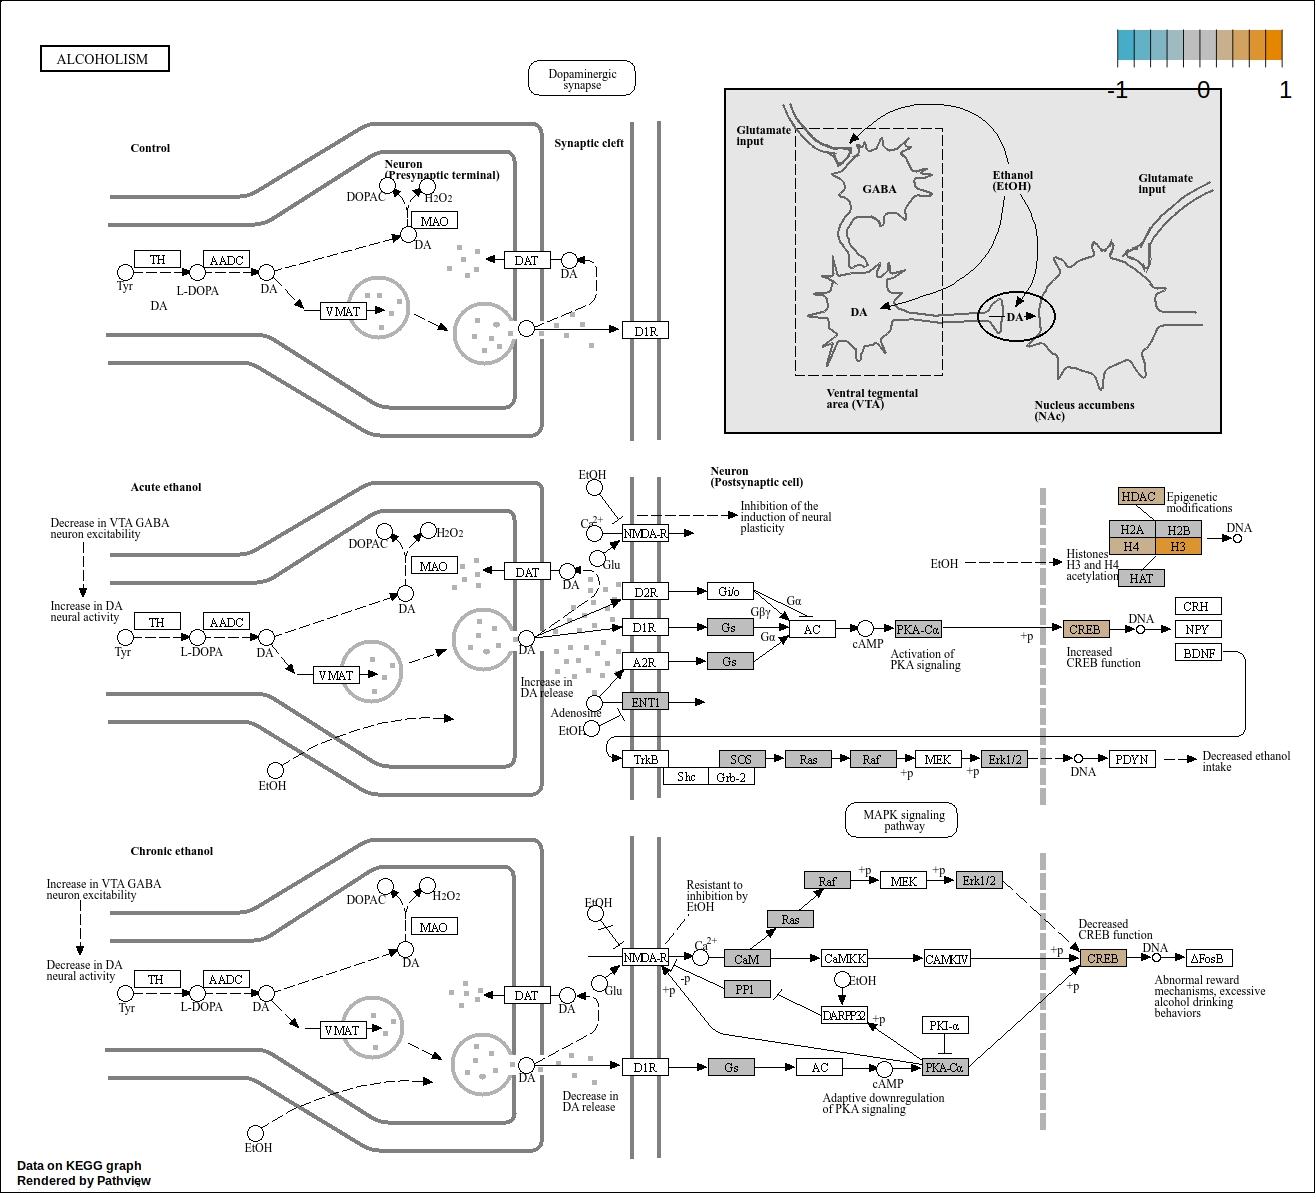 ALCOHOLISM
Dopaminergic
synapse
-1
0
1
Control
Neuron
(Presynaptic terminal)
Synaptic cleft
DOPAC
H2O2
MAO
DA
TH
AADC
Tyr
L-DOPA
DA
DA
VMAT
DAT
DA
D1R
Glutamate
input
GABA
Ethanol
(EtOH)
Glutamate
input
DA
DA
Ventral tegmental
area (VTA)
Nucleus accumbens
(NAc)
Acute ethanol
Decrease in VTA GABA
neuron excitability
Increase in DA
neural activity
DOPAC
H2O2
MAO
DA
TH
AADC
Tyr
L-DOPA
DA
VMAT
EtOH
DAT
DA
DA
Increase in
DA release
EtOH
Ca2+
NMDA-R
Glu
Neuron
(Postsynaptic cell)
Inhibition of the
induction of neural
plasticity
D2R
Gi/o
Gα
Gβγ
D1R
Gs
Gα
AC
cAMP
PKA-Cα
Activation of
PKA signaling
+p
A2R
Gs
ENT1
Adenosine
EtOH
EtOH
Histones
H3 and H4
acetylation
HDAC
Epigenetic
modifications
H2A
H2B
H4
H3
HAT
DNA
CREB
Increased
CREB function
DNA
CRH
NPY
BDNF
TrkB
Shc
Grb-2
SOS
Ras
Raf
+p
MEK
+p
Erk1/2
DNA
PDYN
Decreased ethanol
intake
MAPK signaling
pathway
Chronic ethanol
Increase in VTA GABA
neuron excitability
Decrease in DA
neural activity
DOPAC
H2O2
MAO
DA
TH
AADC
Tyr
L-DOPA
DA
VMAT
EtOH
DAT
DA
DA
Decrease in
DA release
EtOH
NMDA-R
Glu
Resistant to
inhibition by
EtOH
Ca2+
-p
+p
Raf
+p
MEK
+p
Erk1/2
Ras
CaM
CaMKK
CAMKIV
+p
PP1
EtOH
DARPP32
+p
PKI-α
D1R
Gs
AC
cAMP
PKA-Cα
+p
Adaptive downregulation
of PKA signaling
Decreased
CREB function
CREB
DNA
ΔFosB
Abnormal reward
mechanisms, excessive
alcohol drinking
behaviors
Data on KEGG graph
Rendered by Pathview